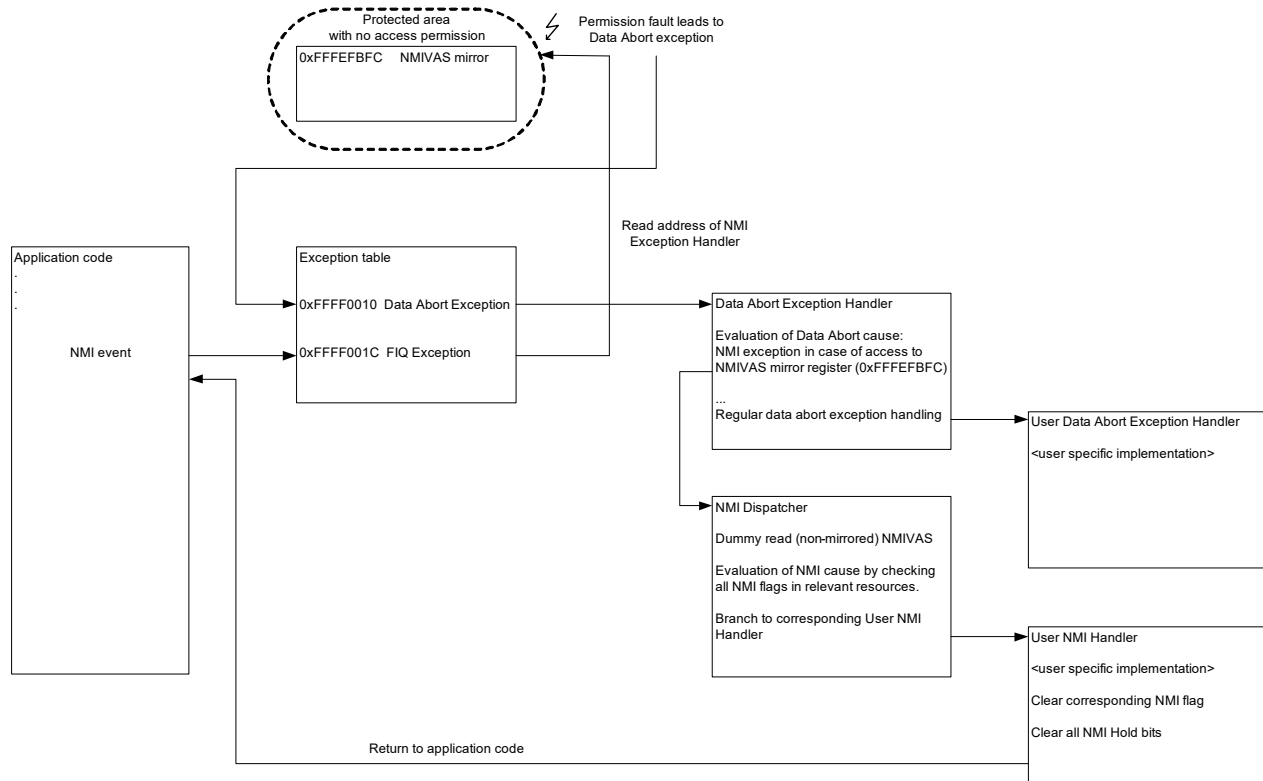 Protected area
with no access permission
0xFFFEFBFC NMIVAS mirror
Permission fault leads to
Data Abort exception
Read address of NMI
Exception Handler
Application code
.
.
.
NMI event
Exception table
0xFFFF0010 Data Abort Exception
0xFFFF001C FIQ Exception
Data Abort Exception Handler
Evaluation of Data Abort cause:
NMI exception in case of access to
NMIVAS mirror register (0xFFFEFBFC)
...
Regular data abort exception handling
User Data Abort Exception Handler
<user specific implementation>
NMI Dispatcher
Dummy read (non-mirrored) NMIVAS
Evaluation of NMI cause by checking
all NMI flags in relevant resources.
Branch to corresponding User NMI
Handler
User NMI Handler
<user specific implementation>
Clear corresponding NMI flag
Clear all NMI Hold bits
Return to application code